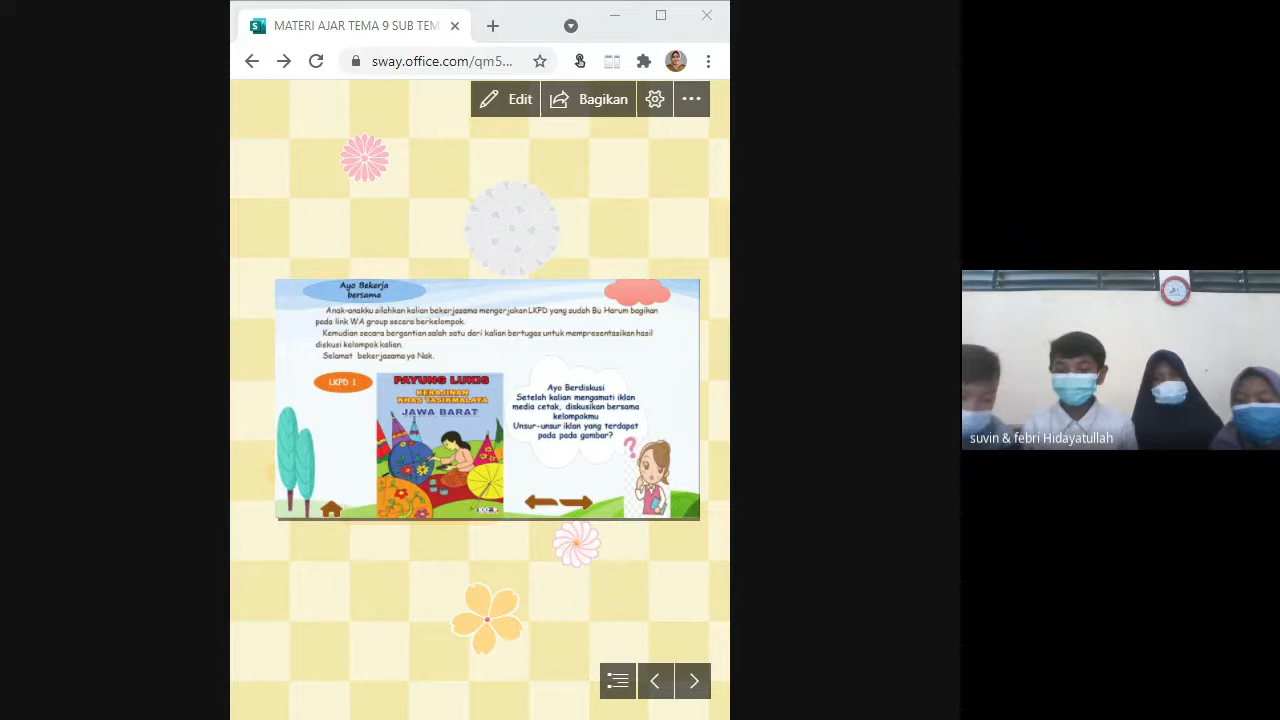 MATERI AJAR TEMA 9 SUB TEM
sway.office.com/qm5...
Edit
Bagikan
Ayo Bekerja
bersama
Anak-anakku silahkan kalian bekerjasama mengerjakan LKPD yang sudah Bu Harum bagikan
pada link WA group secara berkelompok.
Kemudian secara bergantian salah satu dari kalian bertugas untuk mempresentasikan hasil
diskusi kelompok kalian.
Selamat bekerjasama ya Nak.
LKPD 1
PAYUNG LUKIS
KERAJINAN
KHAS TASIKMALAYA
JAWA BARAT
Ayo Berdiskusi
Setelah kalian mengamati iklan
media cetak, diskusikan bersama
kelompokmu
Unsur-unsur iklan yang terdapat
pada pada gambar?
suvin & febri Hidayatullah